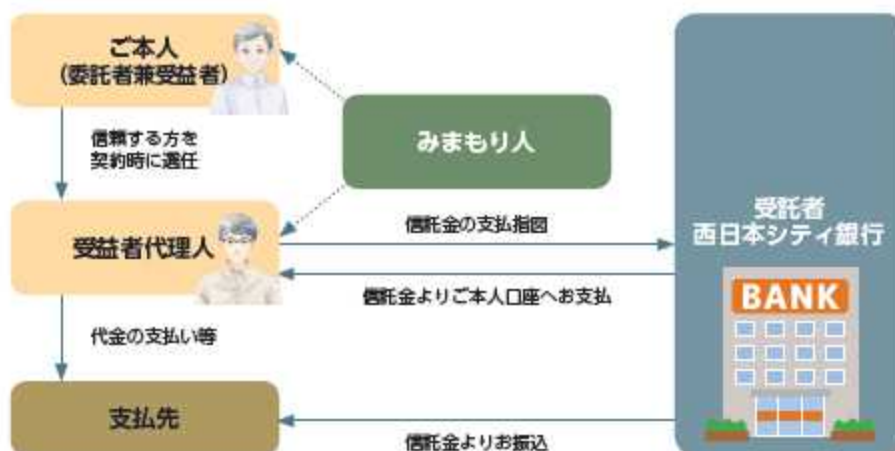 ご本人
(委託者兼受益者)
信頼する方を
契約時に選任
みまもり人
受益者代理人
信託金の支払指図
信託金よりご本人口座へお支払
代金の支払い等
支払先
信託金よりお振込
受託者
西日本シティ銀行
BANK